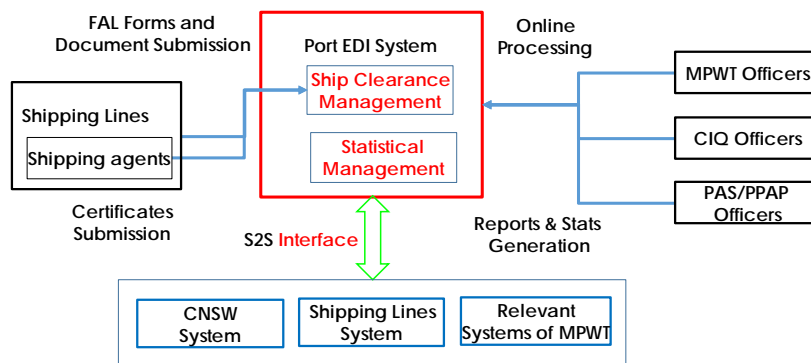 FAL Forms and
Document Submission
Shipping Lines
Shipping agents
Certificates
Submission
Port EDI System
Ship Clearance
Management
Statistical
Management
Online
Processing
MPWT Officers
CIQ Officers
PAS/PPAP
Officers
Reports & Stats
Generation
S2S Interface
CNSW
System
Shipping Lines
System
Relevant
Systems of MPWT